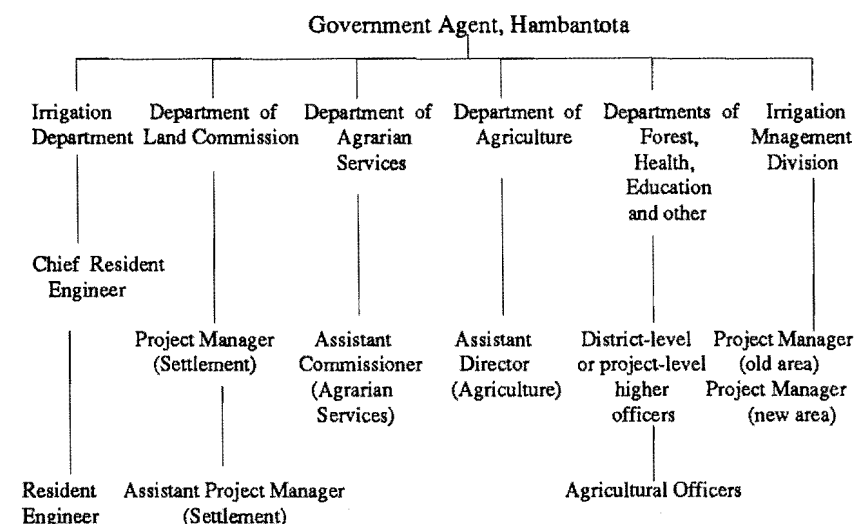 Government Agent, Hambantota
Irrigation Department of Department of Department of Departments of Irrigation
Department Land Commission Agrarian Agriculture Forest, Mnagement
Services Health, Division
Education
and other
Chief Resident
Engineer
Project Manager Assistant Assistant District-level Project Manager
(Settlement) Commissioner Director or project-level (old area)
(Agrarian (Agriculture) higher Project Manager
Services) officers (new area)
Resident Assistant Project Manager Agricultural Officers
Engineer (Settlement)